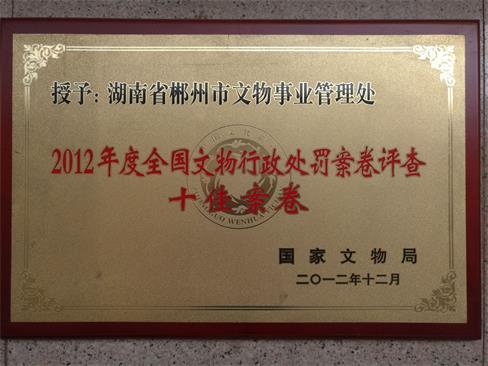 授予：湖南省郴州市文物事业管理处
2012年度全国文物行政处罚案卷评查
十佳案卷
国家文物局
二〇一二年十二月